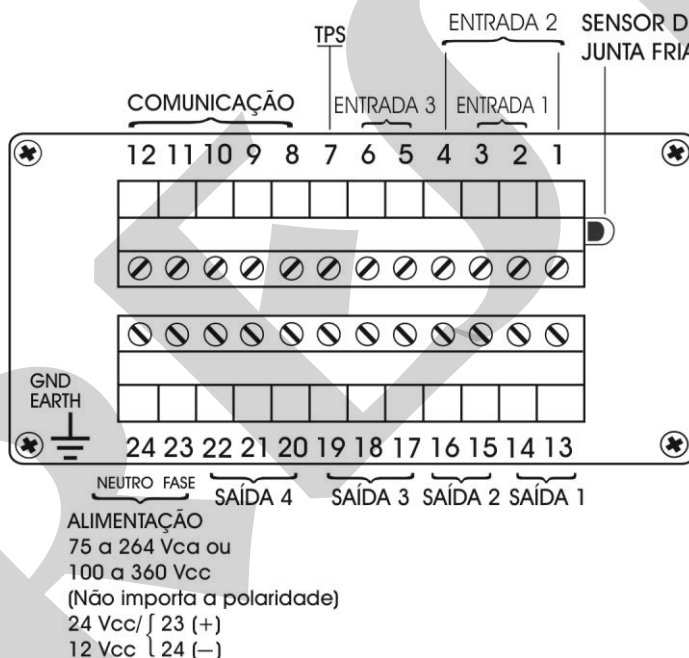 TPS
ENTRADA 2
SENSOR D
JUNTA FRIA
COMUNICAÇÃO
ENTRADA 3
ENTRADA 1
12 11 10 9 8 7 6 5 4 3 2 1
GND
EARTH
24 23 22 21 20 19 18 17 16 15 14 13
NEUTRO FASE
SAÍDA 4
SAÍDA 3
SAÍDA 2
SAÍDA 1
ALIMENTAÇÃO
75 a 264 Vca ou
100 a 360 Vcc
(Não importa a polaridade)
24 Vcc/ { 23 (+)
12 Vcc { 24 (—)